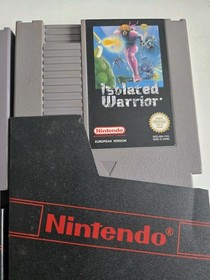 Isolated
Warrior
Nintendo
EUROPEAN VERSION
Nintendo®